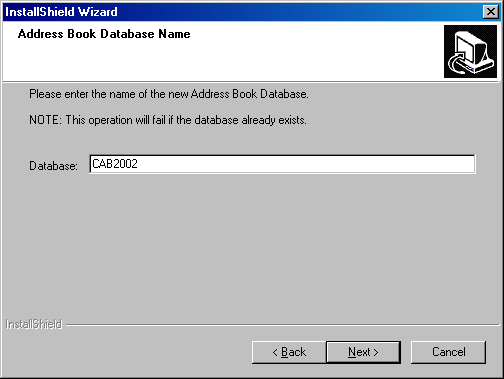 InstallShield Wizard
Address Book Database Name
Please enter the name of the new Address Book Database.
NOTE: This operation will fail if the database already exists.
Database: CAB2002
InstallShield
< Back Next > Cancel